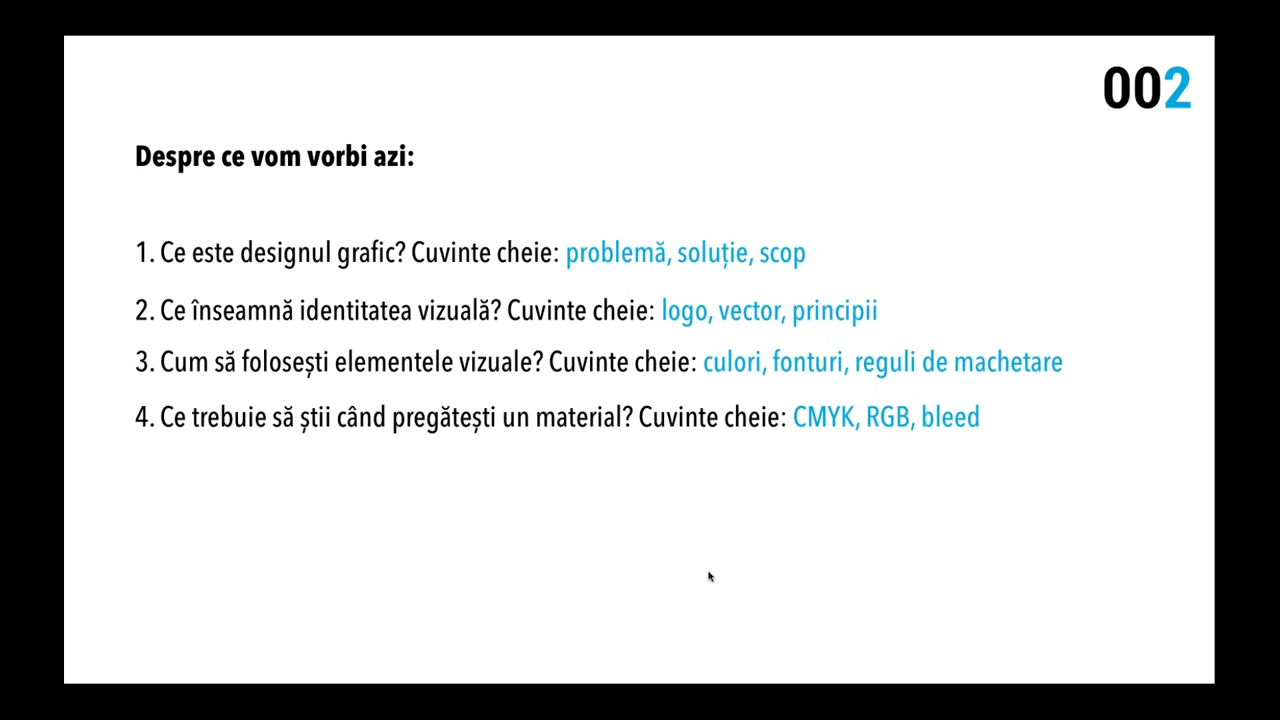 002
Despre ce vom vorbi azi:
1. Ce este designul grafic? Cuvinte cheie: problemă, soluție, scop
2. Ce înseamnă identitatea vizuală? Cuvinte cheie: logo, vector, principii
3. Cum să folosești elementele vizuale? Cuvinte cheie: culori, fonturi, reguli de machetare
4. Ce trebuie să știi când pregătești un material? Cuvinte cheie: CMYK, RGB, bleed